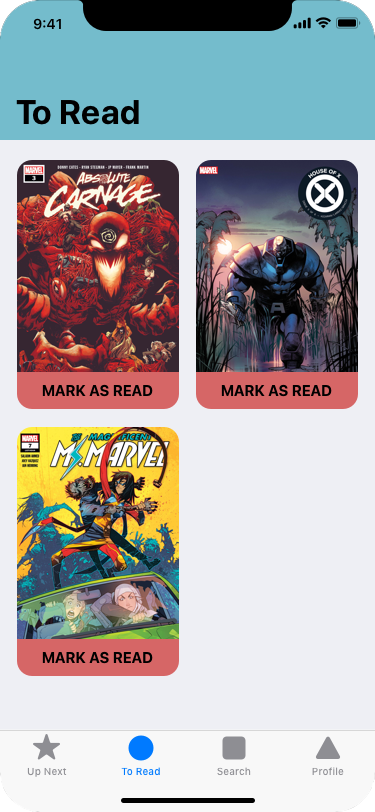 9:41
To Read
MARVEL
3
DONNY CATES · RYAN STEGMAN · JP MAYER · FRANK MARTIN
ABSOLUTE
CARNAGE
MARVEL
HOUSE OF X
MARK AS READ
MARK AS READ
MARVEL
7
THE MAGNIFICENT
MS. MARVEL
MARK AS READ
Up Next
To Read
Search
Profile